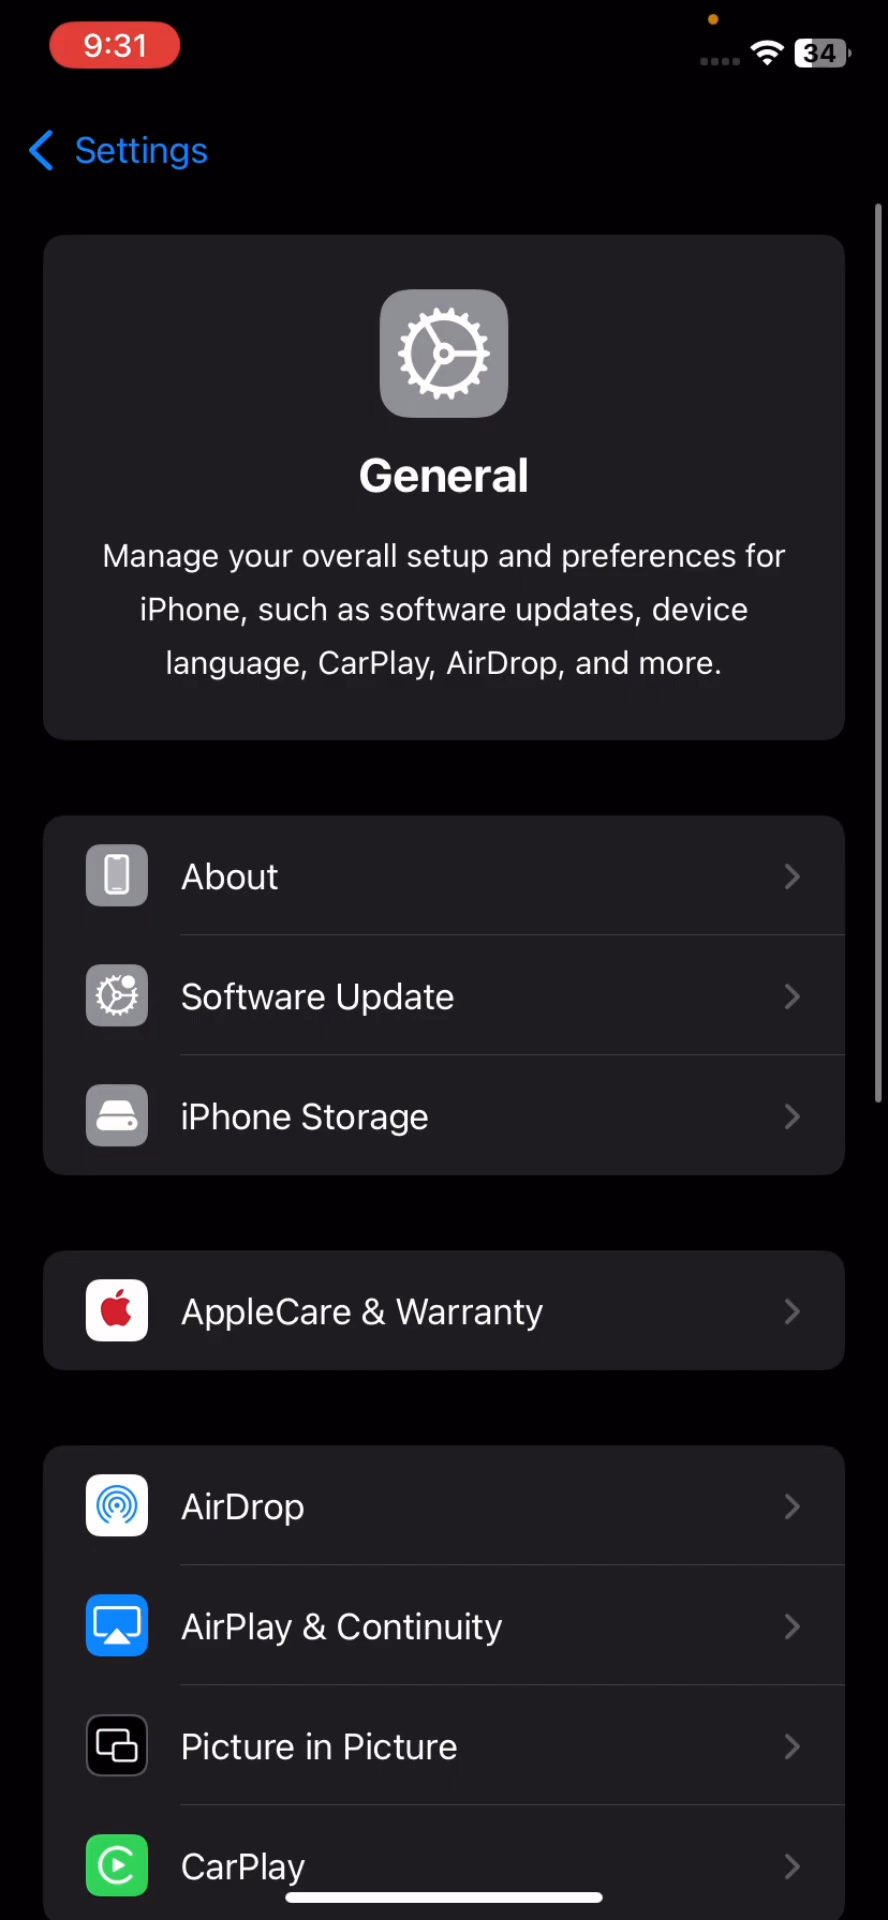 9:31
34
Settings
General
Manage your overall setup and preferences for
iPhone, such as software updates, device
language, CarPlay, AirDrop, and more.
About
Software Update
iPhone Storage
AppleCare & Warranty
AirDrop
AirPlay & Continuity
Picture in Picture
CarPlay